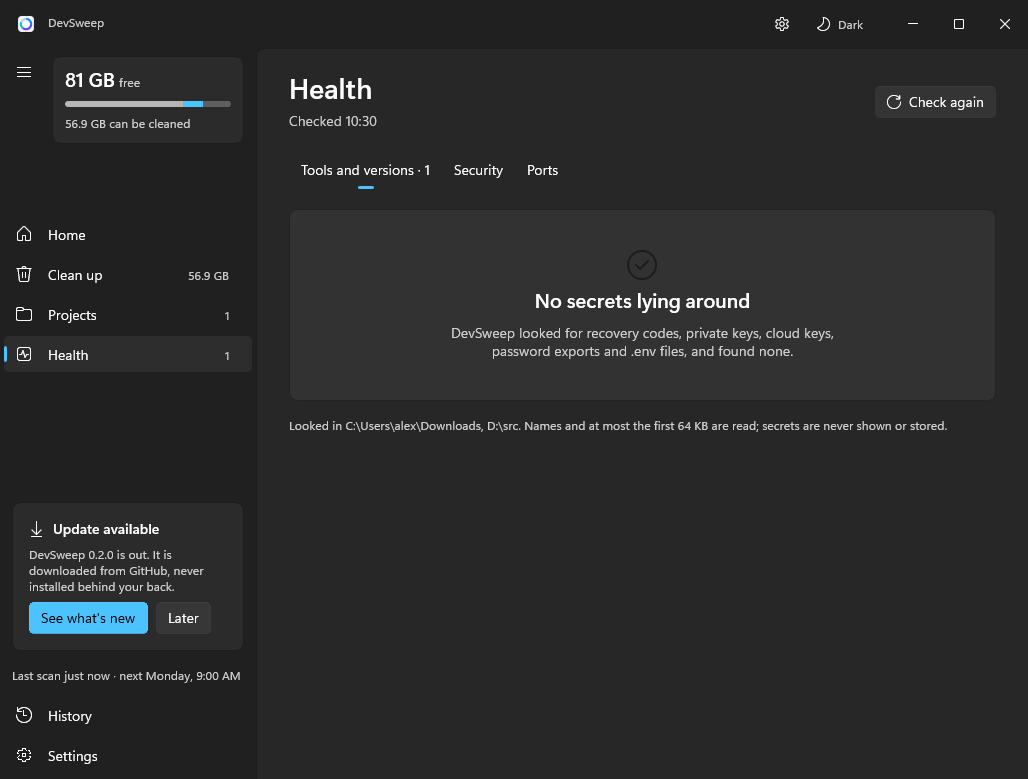 DevSweep
Dark
81 GB free
56.9 GB can be cleaned
Home
Clean up 56.9 GB
Projects 1
Health 1
Update available
DevSweep 0.2.0 is out. It is
downloaded from GitHub, never
installed behind your back.
See what's new Later
Last scan just now · next Monday, 9:00 AM
History
Settings
Health
Checked 10:30
Check again
Tools and versions · 1 Security Ports
No secrets lying around
DevSweep looked for recovery codes, private keys, cloud keys,
password exports and .env files, and found none.
Looked in C:\Users\alex\Downloads, D:\src. Names and at most the first 64 KB are read; secrets are never shown or stored.